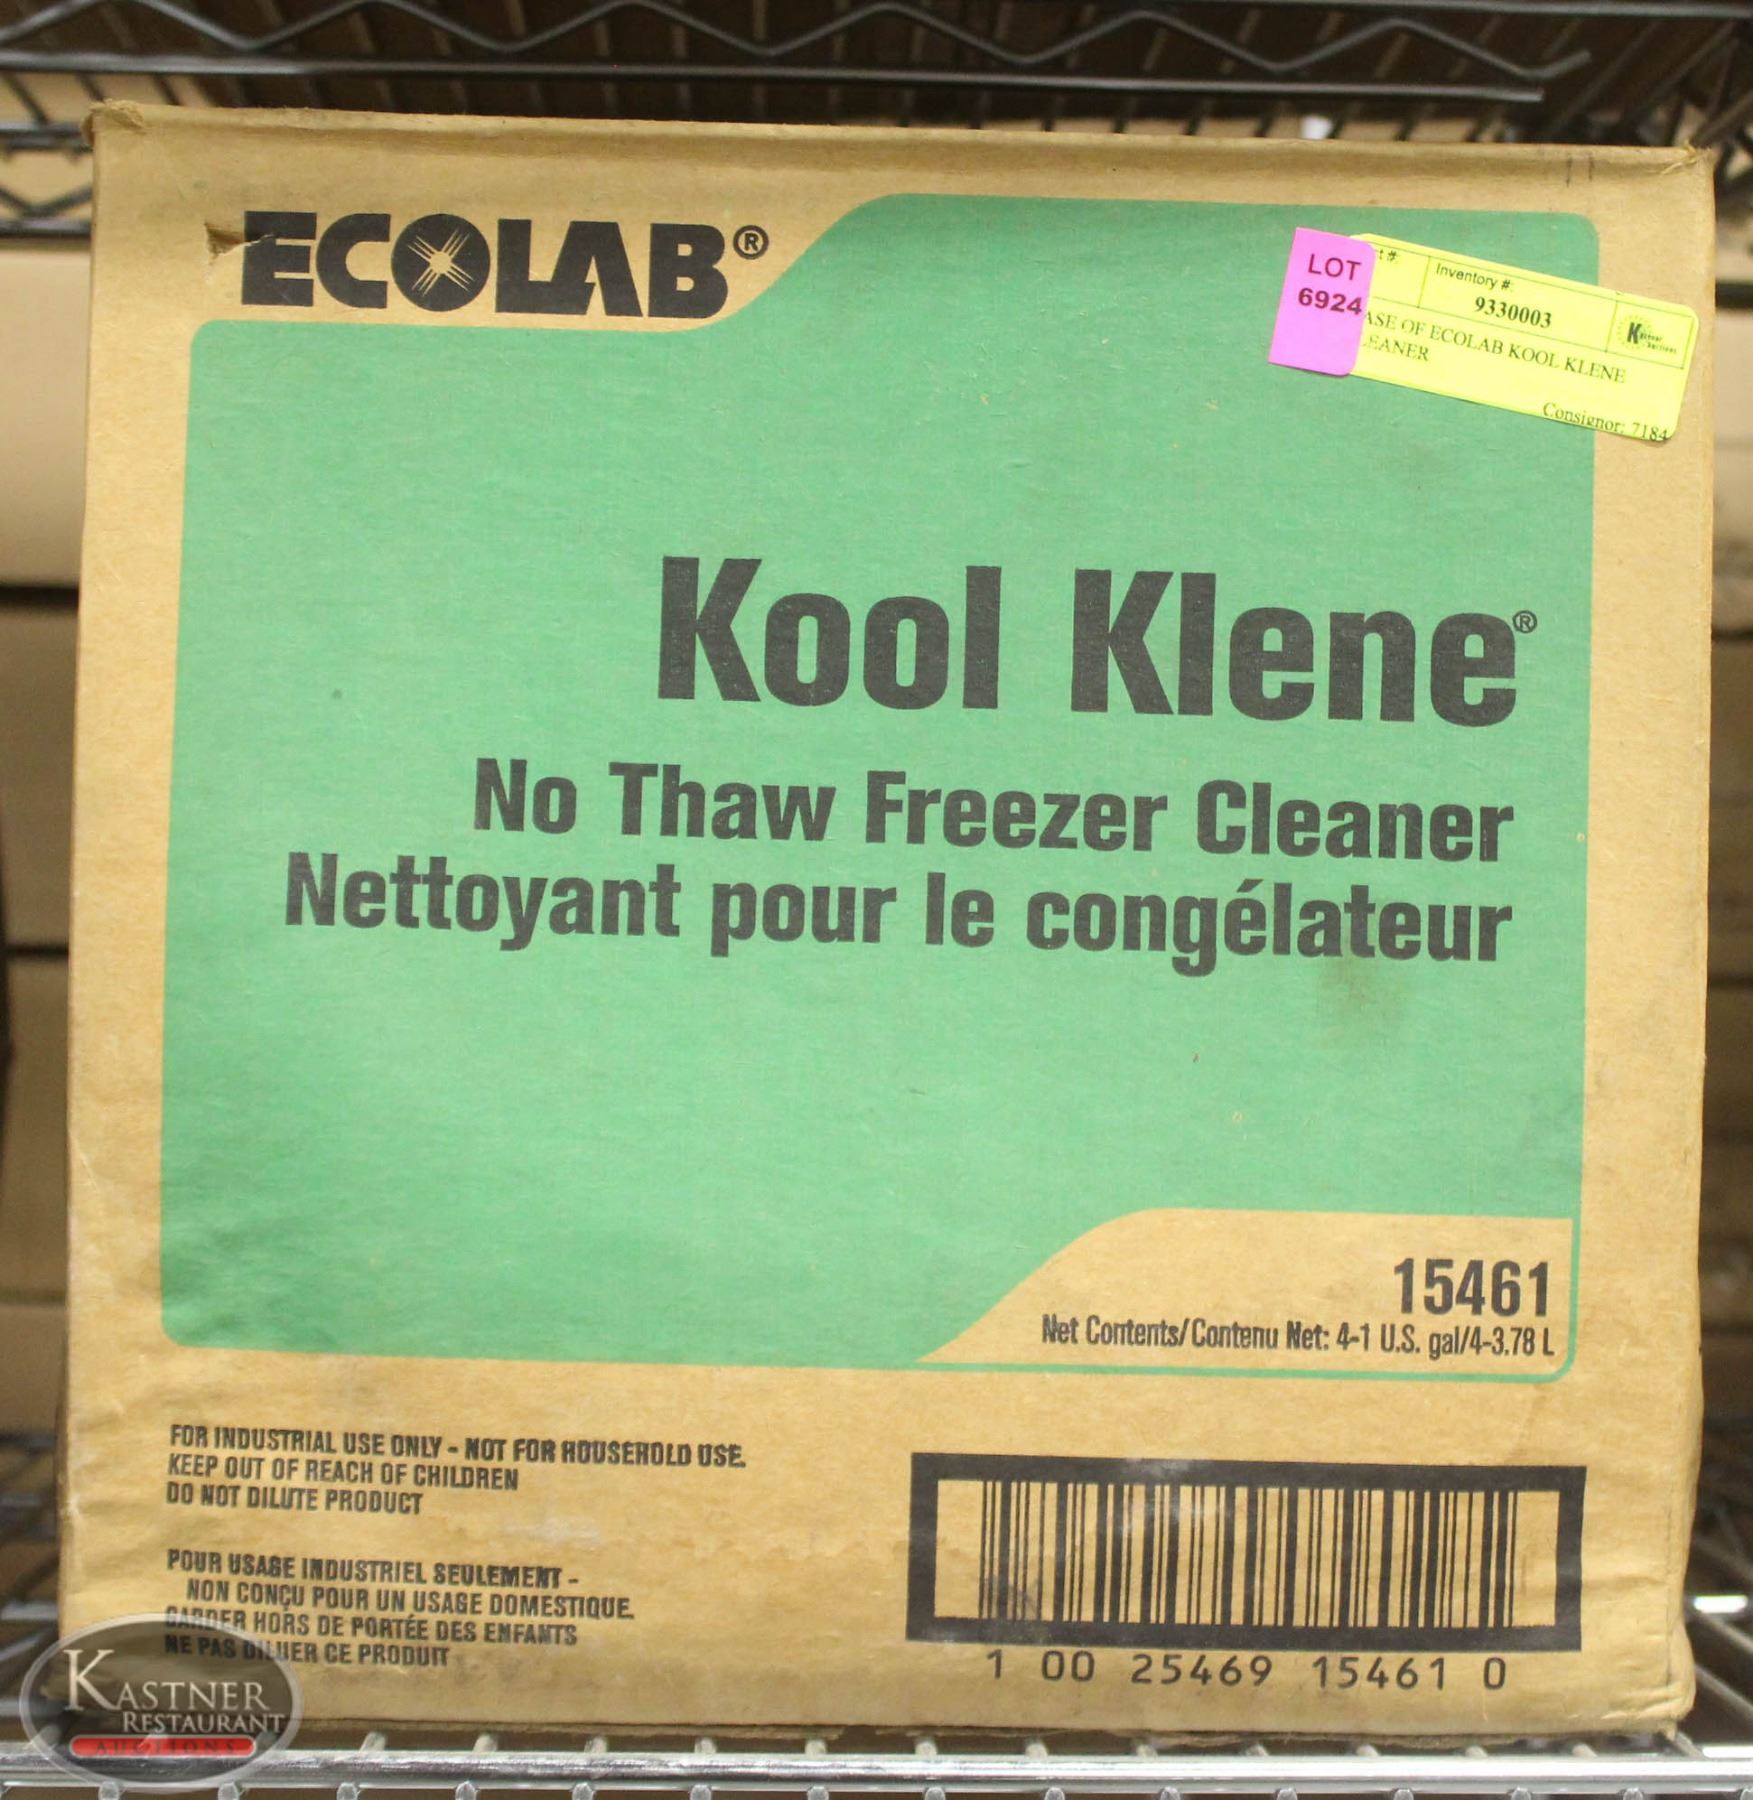 ECOLAB®
LOT
6924
t #:
Inventory #:
9330003
Kastner
Auctions
ASE OF ECOLAB KOOL KLENE
LEANER
Consignor: 7184
Kool Klene®
No Thaw Freezer Cleaner
Nettoyant pour le congélateur
15461
Net Contents/Contenu Net: 4-1 U.S. gal/4-3.78 L
FOR INDUSTRIAL USE ONLY - NOT FOR HOUSEHOLD USE.
KEEP OUT OF REACH OF CHILDREN
DO NOT DILUTE PRODUCT
POUR USAGE INDUSTRIEL SEULEMENT -
NON CONÇU POUR UN USAGE DOMESTIQUE.
GARDER HORS DE PORTÉE DES ENFANTS
NE PAS DILUER CE PRODUIT
1 00 25469 15461 0
KASTNER
RESTAURANT
AUCTIONS